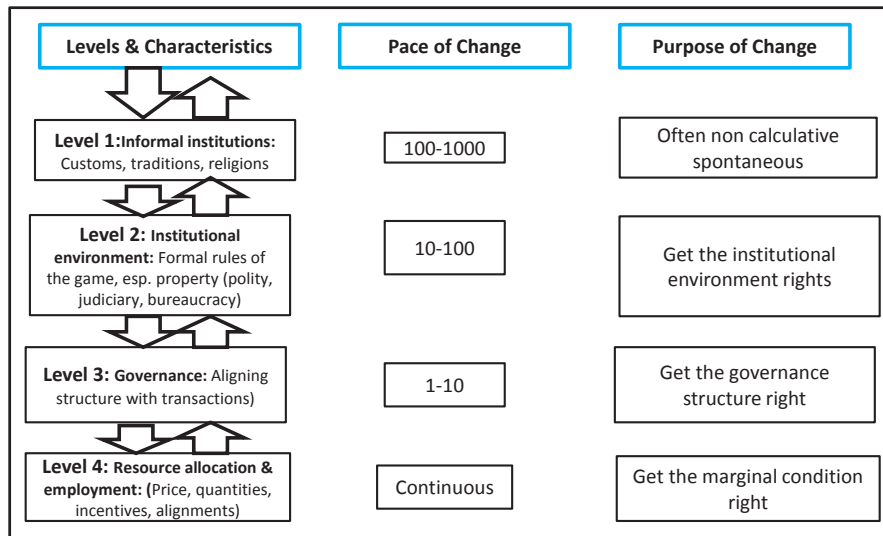 Levels & Characteristics
Pace of Change
Purpose of Change
Level 1:Informal institutions:
Customs, traditions, religions
100-1000
Often non calculative
spontaneous
Level 2: Institutional
environment: Formal rules of
the game, esp. property (polity,
judiciary, bureaucracy)
10-100
Get the institutional
environment rights
Level 3: Governance: Aligning
structure with transactions)
1-10
Get the governance
structure right
Level 4: Resource allocation &
employment: (Price, quantities,
incentives, alignments)
Continuous
Get the marginal condition
right